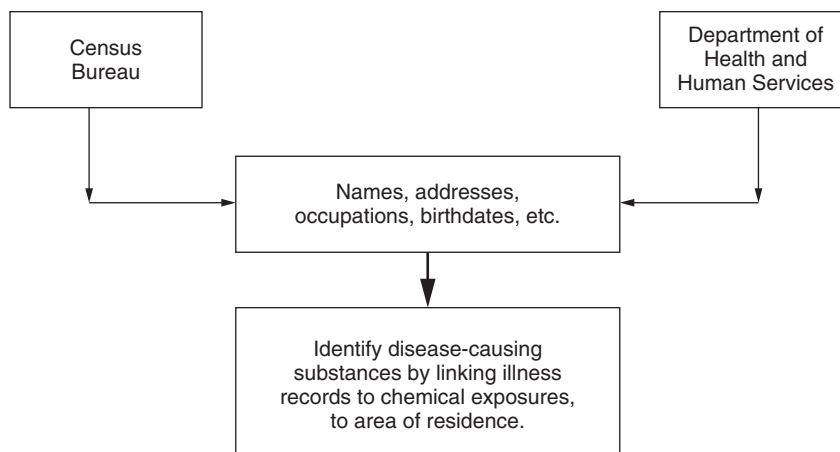 Census
Bureau
Department of
Health and
Human Services
Names, addresses,
occupations, birthdates, etc.
Identify disease-causing
substances by linking illness
records to chemical exposures,
to area of residence.